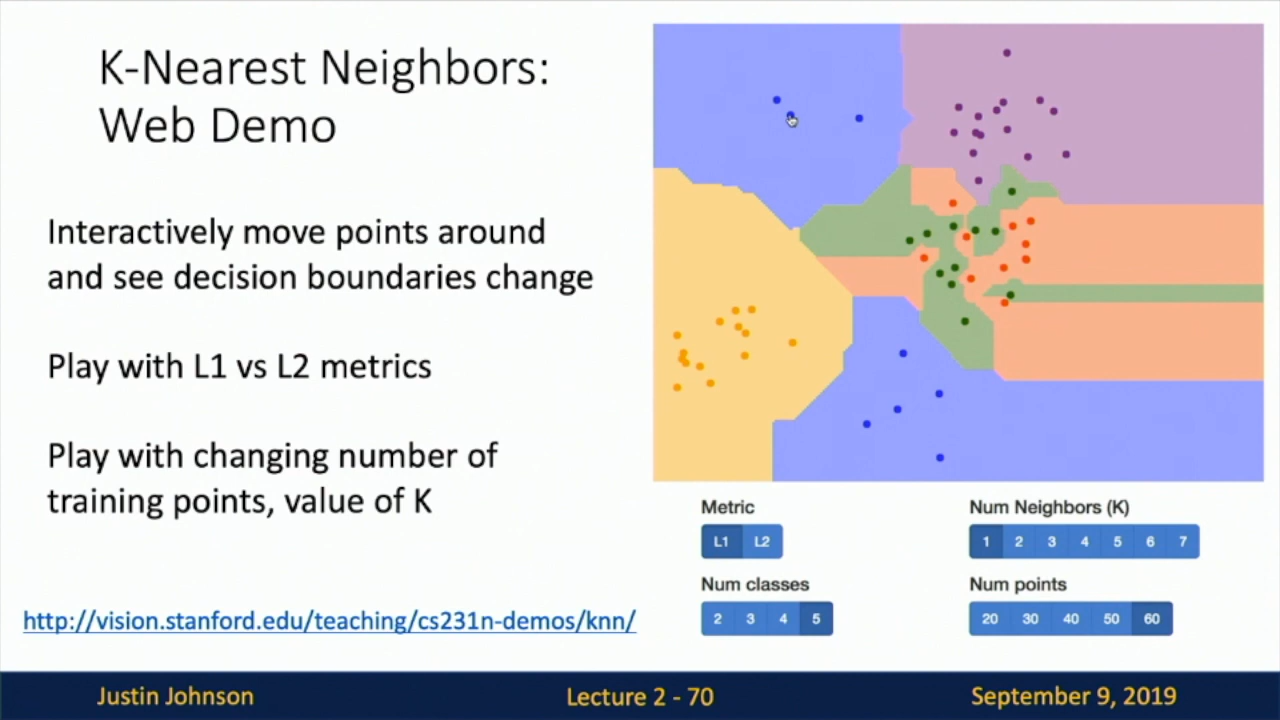 K-Nearest Neighbors:
Web Demo
Interactively move points around
and see decision boundaries change
Play with L1 vs L2 metrics
Play with changing number of
training points, value of K
http://vision.stanford.edu/teaching/cs231n-demos/knn/
Metric
L1 L2
Num Neighbors (K)
1 2 3 4 5 6 7
Num classes
2 3 4 5
Num points
20 30 40 50 60
Justin Johnson
Lecture 2 - 70
September 9, 2019